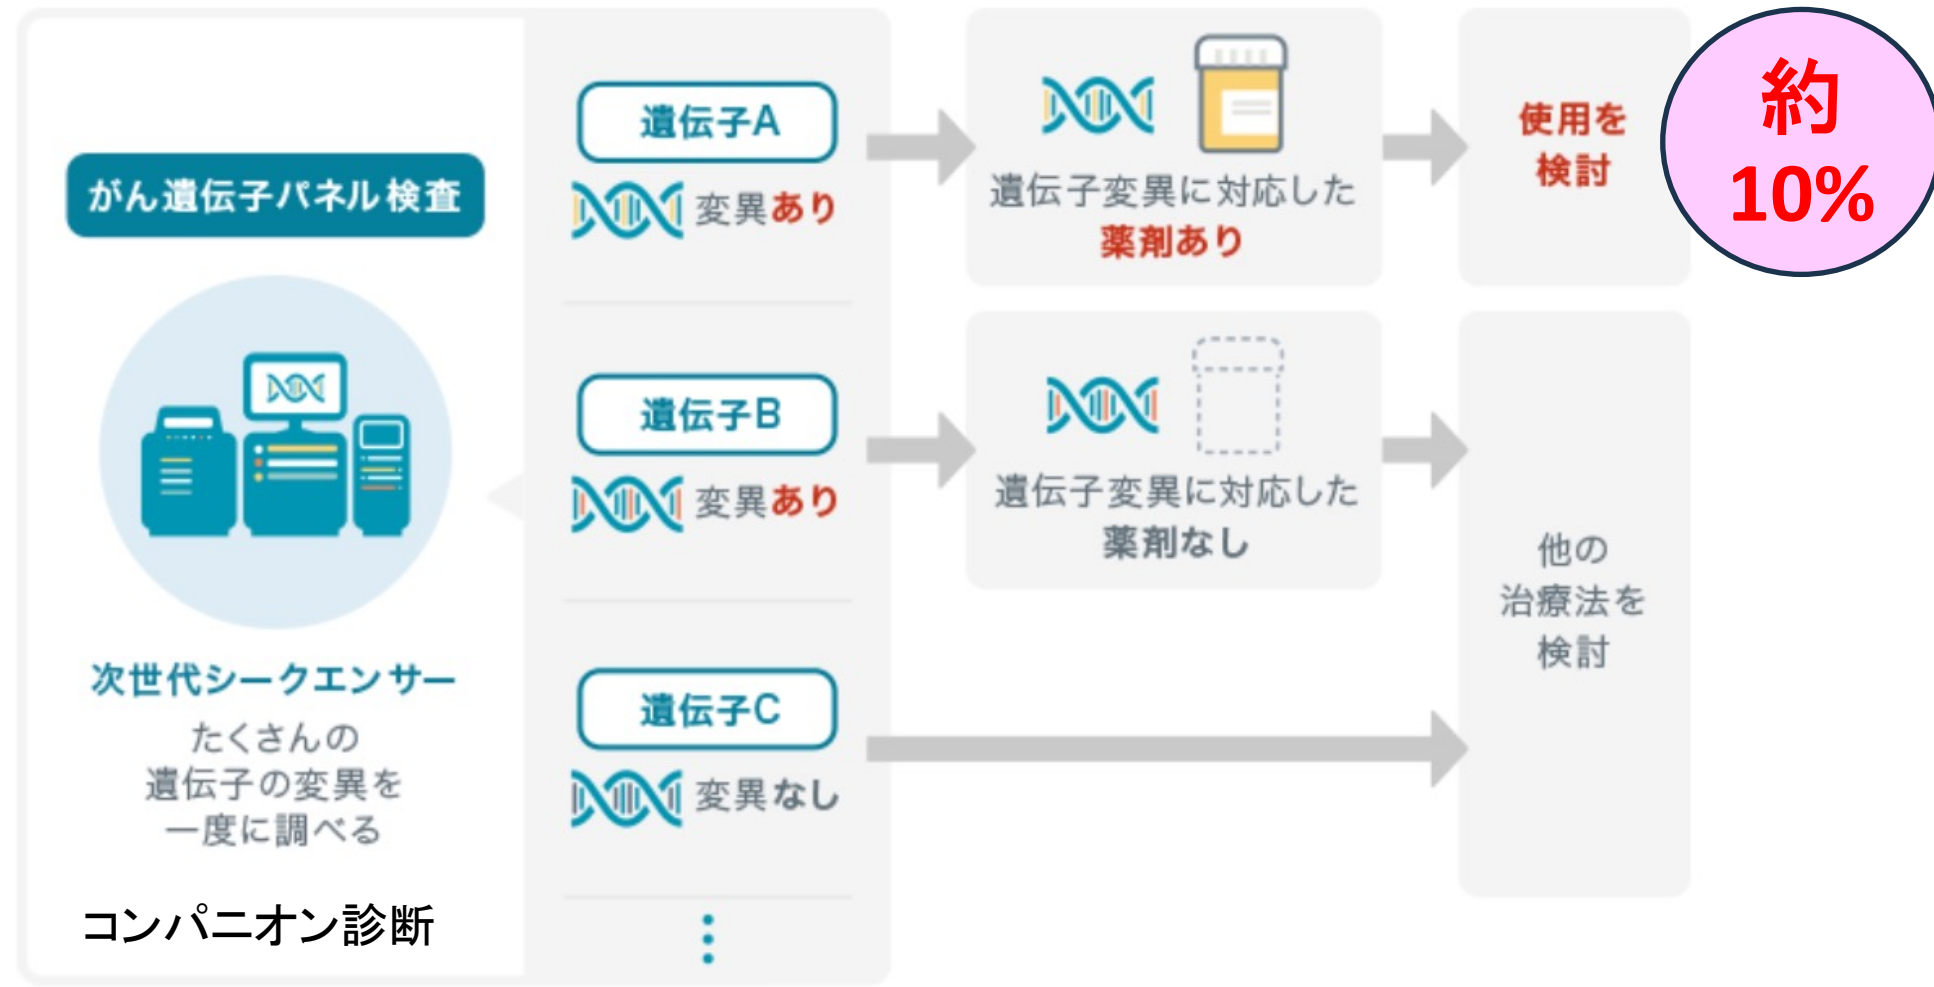 がん遺伝子パネル検査
次世代シークエンサー
たくさんの
遺伝子の変異を
一度に調べる
コンパニオン診断
遺伝子A
変異あり
遺伝子変異に対応した
薬剤あり
使用を
検討
約
10%
遺伝子B
変異あり
遺伝子変異に対応した
薬剤なし
遺伝子C
変異なし
他の
治療法を
検討